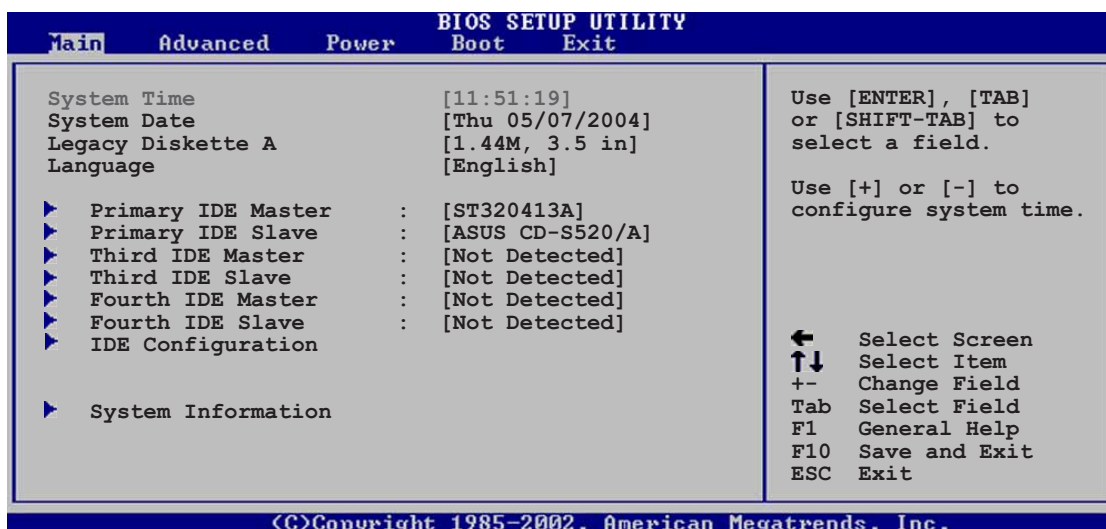 BIOS SETUP UTILITY
Main Advanced Power Boot Exit
System Time [11:51:19]
System Date [Thu 05/07/2004]
Legacy Diskette A [1.44M, 3.5 in]
Language [English]
Primary IDE Master : [ST320413A]
Primary IDE Slave : [ASUS CD-S520/A]
Third IDE Master : [Not Detected]
Third IDE Slave : [Not Detected]
Fourth IDE Master : [Not Detected]
Fourth IDE Slave : [Not Detected]
IDE Configuration
System Information
Use [ENTER], [TAB]
or [SHIFT-TAB] to
select a field.
Use [+] or [-] to
configure system time.
← Select Screen
↑↓ Select Item
+- Change Field
Tab Select Field
F1 General Help
F10 Save and Exit
ESC Exit
(C)Copyright 1985-2002, American Megatrends, Inc.